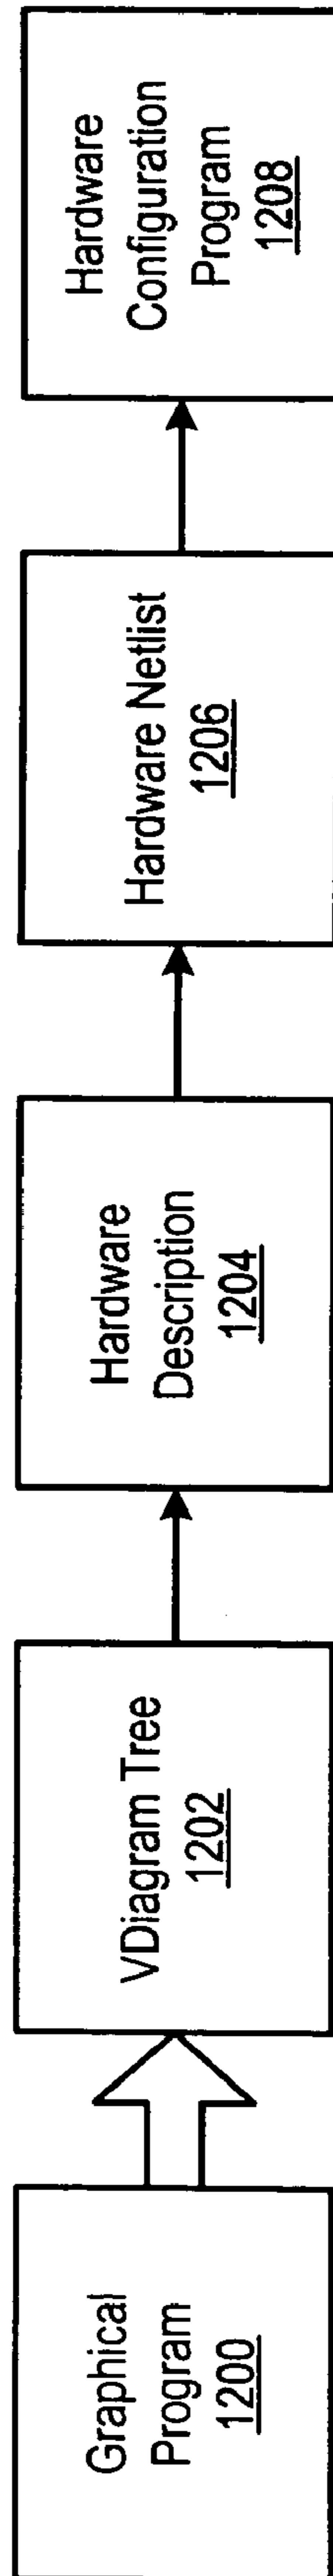 Graphical
Program
1200
VDiagram Tree
1202
Hardware
Description
1204
Hardware Netlist
1206
Hardware
Configuration
Program
1208